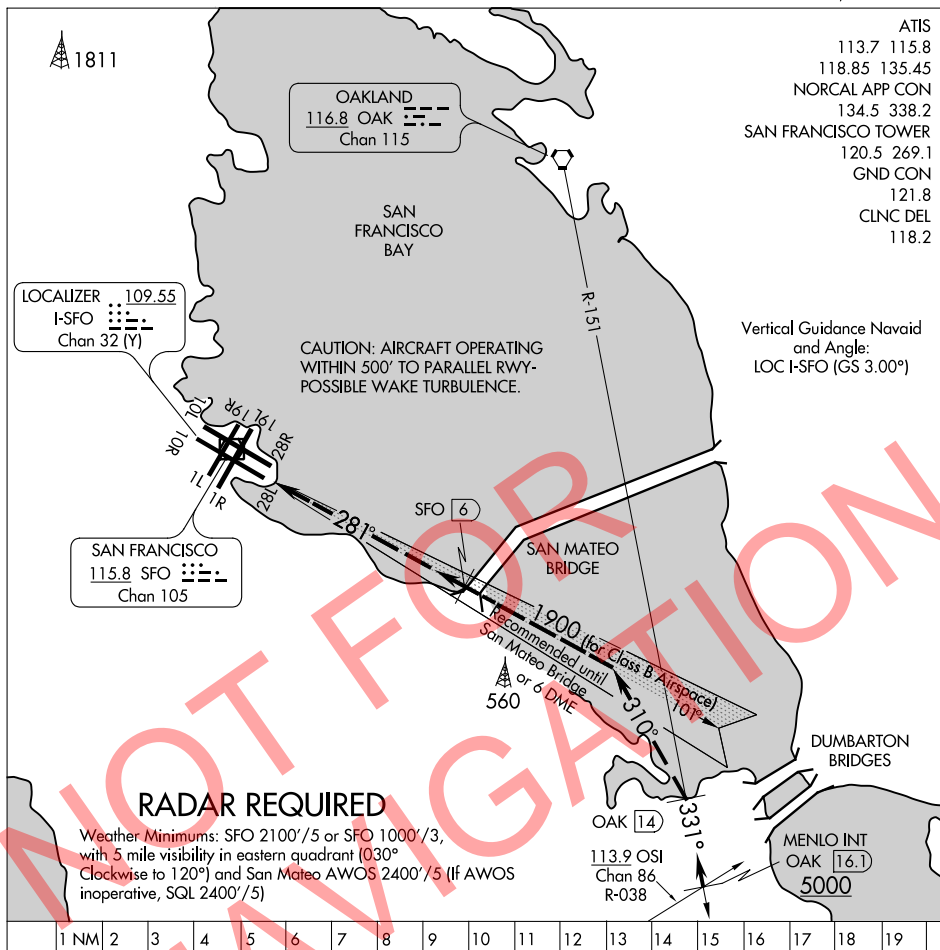 1811
ATIS
113.7 115.8
118.85 135.45
NORCAL APP CON
134.5 338.2
SAN FRANCISCO TOWER
120.5 269.1
GND CON
121.8
CLNC DEL
118.2
OAKLAND
116.8 OAK
Chan 115
SAN
FRANCISCO
BAY
R-151
LOCALIZER 109.55
I-SFO
Chan 32 (Y)
Vertical Guidance Navaid
and Angle:
LOC I-SFO (GS 3.00°)
CAUTION: AIRCRAFT OPERATING
WITHIN 500' TO PARALLEL RWY-
POSSIBLE WAKE TURBULENCE.
10L
19R
19L
28R
10R
1L
1R
28L
281°
SFO 6
SAN MATEO
BRIDGE
SAN FRANCISCO
115.8 SFO
Chan 105
1900 (for Class B Airspace)
Recommended until
San Mateo Bridge
or 6 DME
560
101°
310°
DUMBARTON
BRIDGES
RADAR REQUIRED
Weather Minimums: SFO 2100'/5 or SFO 1000'/3,
with 5 mile visibility in eastern quadrant (030°
Clockwise to 120°) and San Mateo AWOS 2400'/5 (If AWOS
inoperative, SQL 2400'/5)
OAK 14
331°
113.9 OSI
Chan 86
R-038
MENLO INT
OAK 16.1
5000
NOT FOR
NAVIGATION
1 NM 2 3 4 5 6 7 8 9 10 11 12 13 14 15 16 17 18 19 20